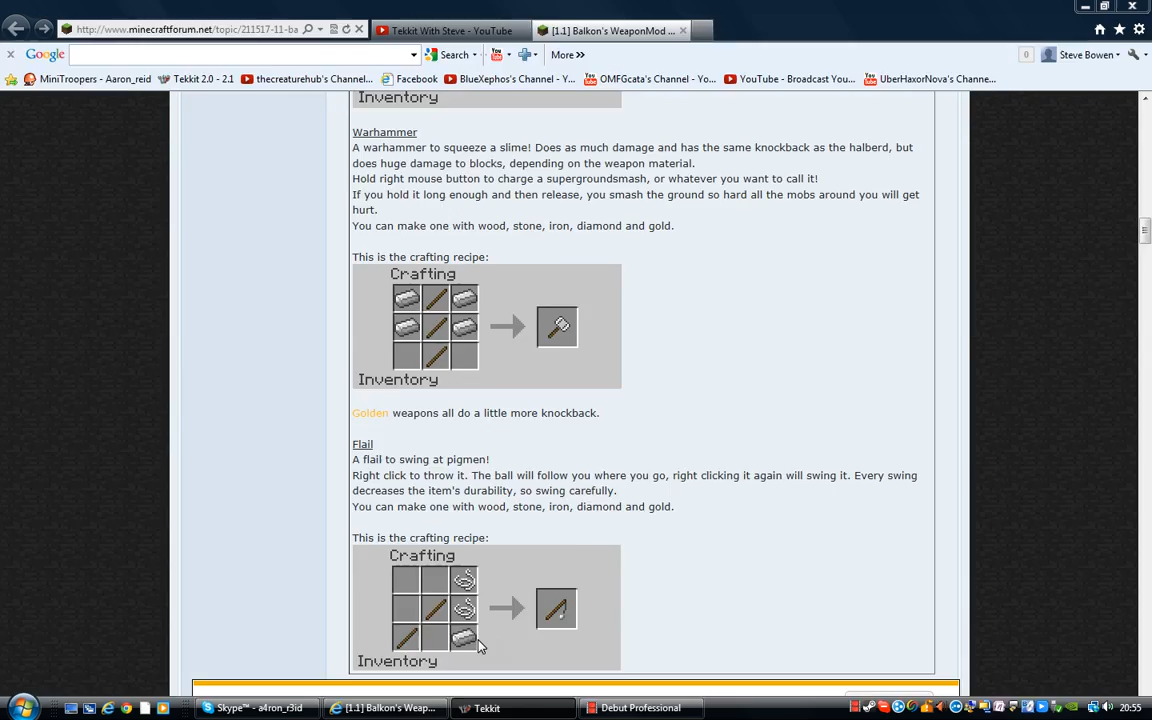 http://www.minecraftforum.net/topic/211517-11-ba
Tekkit With Steve - YouTube
[1.1] Balkon's WeaponMod ...
Google
Search
More »
0
Steve Bowen
MiniTroopers - Aaron_reid
Tekkit 2.0 - 2.1
thecreaturehub's Channel...
Facebook
BlueXephos's Channel - Y...
OMFGcata's Channel - Yo...
YouTube - Broadcast You...
UberHaxorNova's Channe...
Inventory
Warhammer
A warhammer to squeeze a slime! Does as much damage and has the same knockback as the halberd, but
does huge damage to blocks, depending on the weapon material.
Hold right mouse button to charge a supergroundsmash, or whatever you want to call it!
If you hold it long enough and then release, you smash the ground so hard all the mobs around you will get
hurt.
You can make one with wood, stone, iron, diamond and gold.
This is the crafting recipe:
Crafting
Inventory
Golden weapons all do a little more knockback.
Flail
A flail to swing at pigmen!
Right click to throw it. The ball will follow you where you go, right clicking it again will swing it. Every swing
decreases the item's durability, so swing carefully.
You can make one with wood, stone, iron, diamond and gold.
This is the crafting recipe:
Crafting
Inventory
Skype™ - a4ron_r3id
[1.1] Balkon's Weap...
Tekkit
Debut Professional
20:55